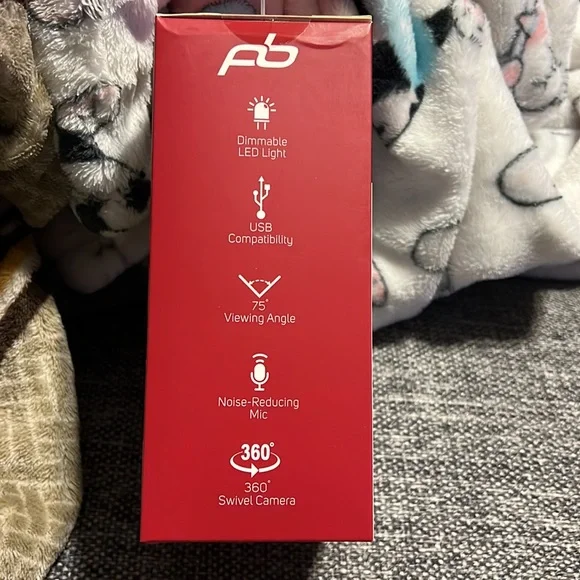 pb
Dimmable
LED Light
USB
Compatibility
75°
Viewing Angle
Noise-Reducing
Mic
360°
360°
Swivel Camera